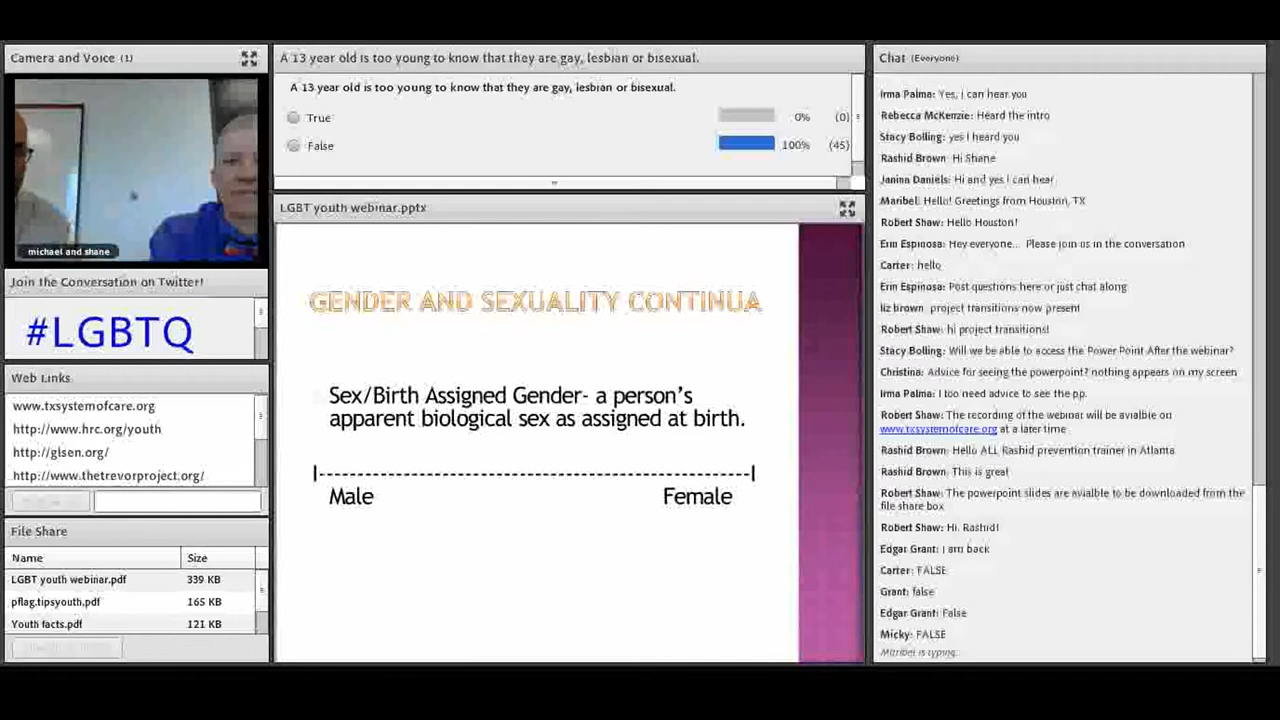 Camera and Voice (1)
michael and shane
Join the Conversation on Twitter!
#LGBTQ
Web Links
www.txsystemofcare.org
http://www.hrc.org/youth
http://glsen.org/
http://www.thetrevorproject.org/
File Share
Name Size
LGBT youth webinar.pdf 339 KB
pflag.tipsyouth.pdf 165 KB
Youth facts.pdf 121 KB
A 13 year old is too young to know that they are gay, lesbian or bisexual.
A 13 year old is too young to know that they are gay, lesbian or bisexual.
True 0% (0)
False 100% (45)
LGBT youth webinar.pptx
GENDER AND SEXUALITY CONTINUA
Sex/Birth Assigned Gender- a person's
apparent biological sex as assigned at birth.
Male Female
Chat (Everyone)
Irma Palma: Yes, I can hear you
Rebecca McKenzie: Heard the intro
Stacy Bolling: yes I heard you
Rashid Brown: Hi Shane
Janina Daniels: Hi and yes I can hear
Maribel: Hello! Greetings from Houston, TX
Robert Shaw: Hello Houston!
Erin Espinosa: Hey everyone... Please join us in the conversation
Carter: hello
Erin Espinosa: Post questions here or just chat along
liz brown: project transitions now present
Robert Shaw: hi project transitions!
Stacy Bolling: Will we be able to access the Power Point After the webinar?
Christina: Advice for seeing the powerpoint? nothing appears on my screen
Irma Palma: I too need advice to see the pp.
Robert Shaw: The recording of the webinar will be avialble on
www.txsystemofcare.org at a later time
Rashid Brown: Hello ALL Rashid prevention trainer in Atlanta
Rashid Brown: This is great
Robert Shaw: The powerpoint slides are avialble to be downloaded from the
file share box
Robert Shaw: Hi. Rashid!
Edgar Grant: I am back
Carter: FALSE
Grant: false
Edgar Grant: False
Micky: FALSE
Maribel is typing...